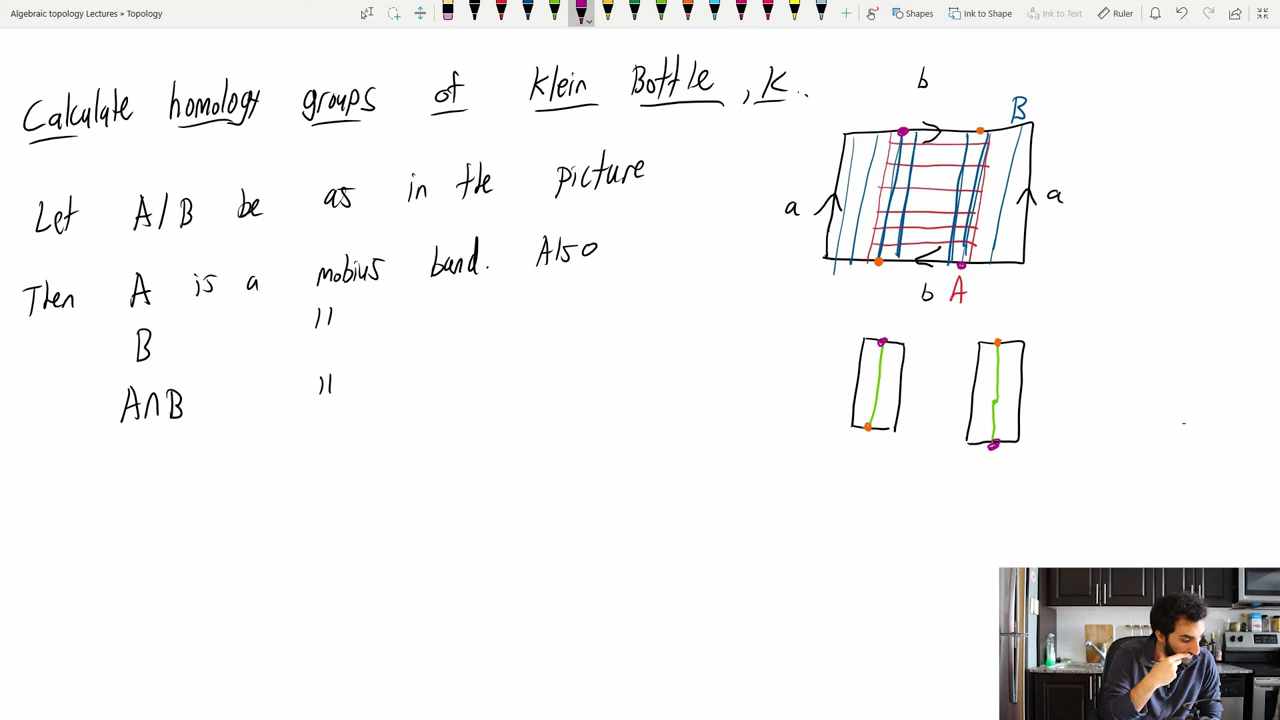 Algebraic topology Lectures – Topology
Shapes
Ink to Shape
Ink to Text
Ruler
Calculate homology groups of Klein Bottle, K..
Let A/B be as in the picture
Then A is a mobius band. Also
B "
A∩B "
b
B
a
a
b A